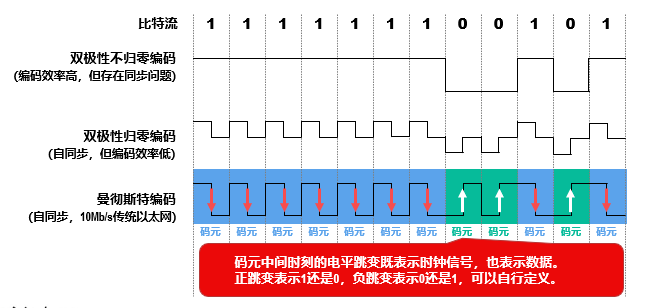 比特流 1 1 1 1 1 1 1 0 0 1 0 1
双极性不归零编码
(编码效率高，但存在同步问题)
双极性归零编码
(自同步，但编码效率低)
曼彻斯特编码
(自同步，10Mb/s传统以太网)
码元 码元 码元 码元 码元 码元 码元 码元 码元 码元 码元 码元
码元中间时刻的电平跳变既表示时钟信号，也表示数据。
正跳变表示1还是0，负跳变表示0还是1，可以自行定义。